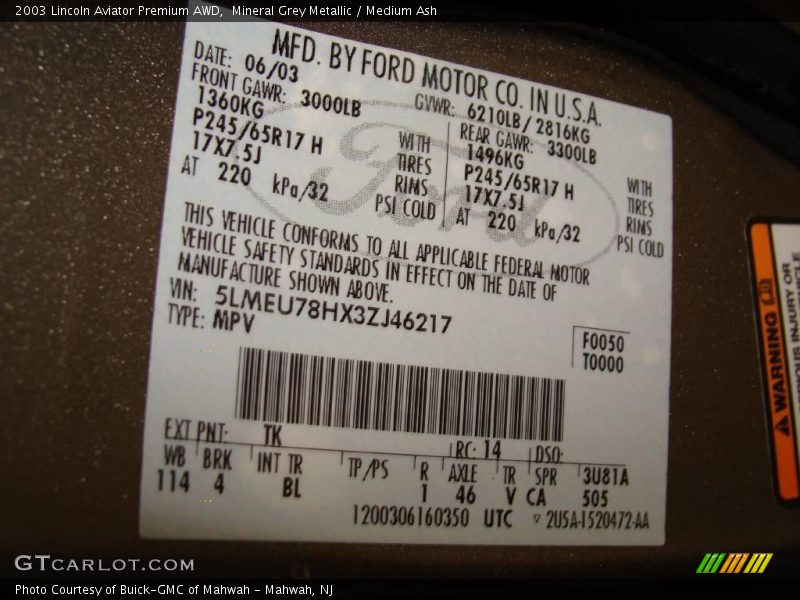 2003 Lincoln Aviator Premium AWD,  Mineral Grey Metallic / Medium Ash
MFD. BY FORD MOTOR CO. IN U.S.A.
DATE: 06/03 GVWR: 6210LB/ 2816KG
FRONT GAWR: 3000LB REAR GAWR: 3300LB
1360KG WITH 1496KG WITH
P245/65R17 H TIRES P245/65R17 H TIRES
17X7.5J RIMS 17X7.5J RIMS
AT 220 kPa/32 PSI COLD AT 220 kPa/32 PSI COLD
Ford
THIS VEHICLE CONFORMS TO ALL APPLICABLE FEDERAL MOTOR
VEHICLE SAFETY STANDARDS IN EFFECT ON THE DATE OF
MANUFACTURE SHOWN ABOVE.
VIN: 5LMEU78HX3ZJ46217
TYPE: MPV
F0050
T0000
EXT PNT: TK RC: 14 DSO:
WB BRK INT TR TP/PS R AXLE TR SPR 3U81A
114 4 BL 1 46 V CA 505
1200306160350 UTC ▽ 2U5A-1520472-AA
WARNING
INJURY OR
VEHICLE
GTCARLOT.COM
Photo Courtesy of Buick-GMC of Mahwah - Mahwah, NJ